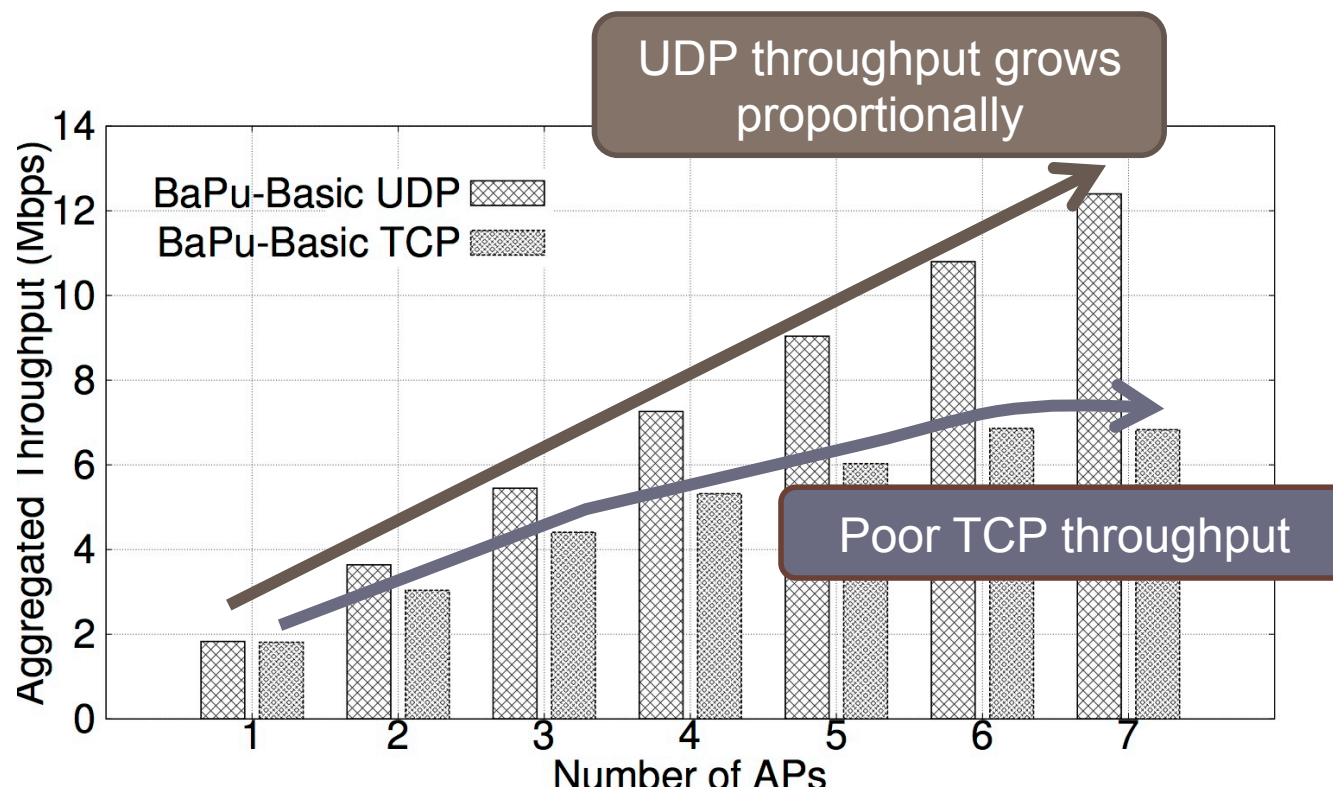 UDP throughput grows
proportionally
14
12
10
8
6
4
2
0
Aggregated Throughput (Mbps)
BaPu-Basic UDP
BaPu-Basic TCP
Poor TCP throughput
1 2 3 4 5 6 7
Number of APs